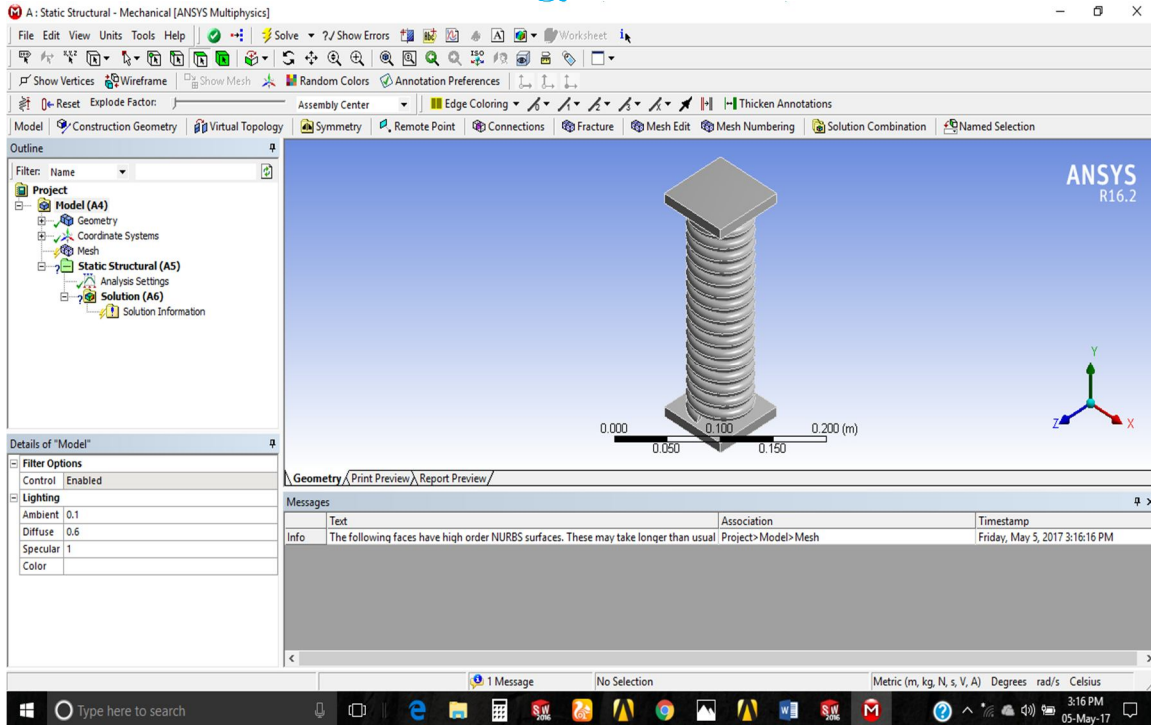 A : Static Structural - Mechanical [ANSYS Multiphysics]
File Edit View Units Tools Help Solve ?✓ Show Errors A Worksheet
Show Vertices Wireframe Show Mesh Random Colors Annotation Preferences
Reset Explode Factor: Assembly Center Edge Coloring Thicken Annotations
Model Construction Geometry Virtual Topology Symmetry Remote Point Connections Fracture Mesh Edit Mesh Numbering Solution Combination Named Selection
Outline
Filter: Name
Project
Model (A4)
Geometry
Coordinate Systems
Mesh
Static Structural (A5)
Analysis Settings
Solution (A6)
Solution Information
ANSYS
R16.2
Y
Z X
0.000 0.100 0.200 (m)
0.050 0.150
Details of "Model"
Filter Options
Control Enabled
Lighting
Ambient 0.1
Diffuse 0.6
Specular 1
Color
Geometry Print Preview Report Preview
Messages
Text Association Timestamp
Info The following faces have high order NURBS surfaces. These may take longer than usual Project>Model>Mesh Friday, May 5, 2017 3:16:16 PM
1 Message No Selection Metric (m, kg, N, s, V, A) Degrees rad/s Celsius
Type here to search
3:16 PM
05-May-17